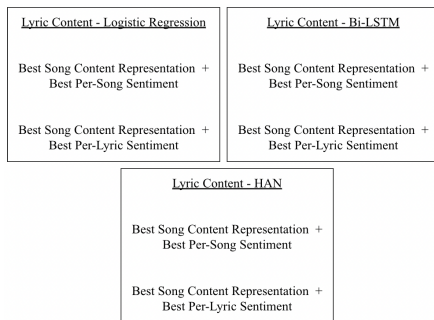 Lyric Content - Logistic Regression
Best Song Content Representation +
Best Per-Song Sentiment
Best Song Content Representation +
Best Per-Lyric Sentiment
Lyric Content - Bi-LSTM
Best Song Content Representation +
Best Per-Song Sentiment
Best Song Content Representation +
Best Per-Lyric Sentiment
Lyric Content - HAN
Best Song Content Representation +
Best Per-Song Sentiment
Best Song Content Representation +
Best Per-Lyric Sentiment